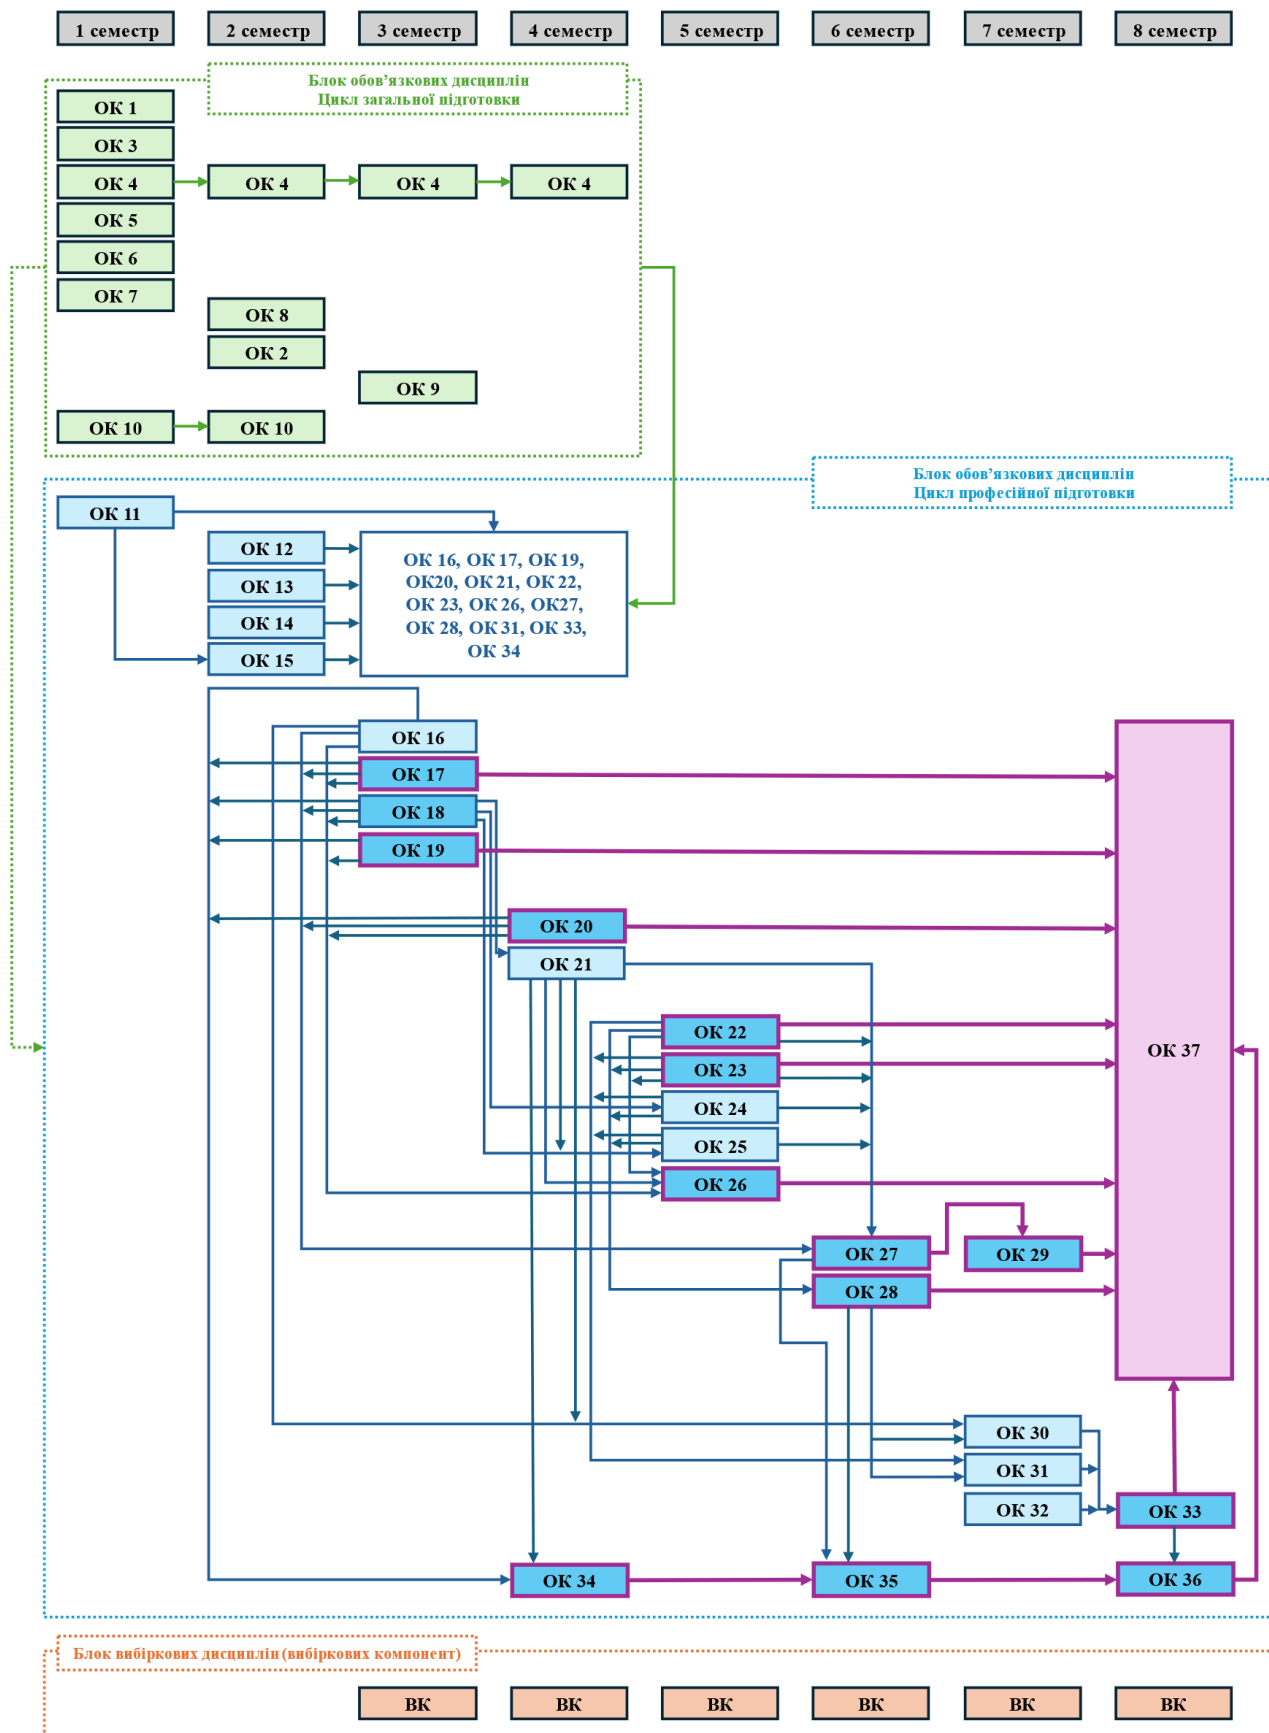 1 семестр
2 семестр
3 семестр
4 семестр
5 семестр
6 семестр
7 семестр
8 семестр
Блок обов’язкових дисциплін
Цикл загальної підготовки
ОК 1
ОК 3
ОК 4
ОК 4
ОК 4
ОК 4
ОК 5
ОК 6
ОК 7
ОК 8
ОК 2
ОК 9
ОК 10
ОК 10
Блок обов’язкових дисциплін
Цикл професійної підготовки
ОК 11
ОК 12
ОК 13
ОК 14
ОК 15
ОК 16, ОК 17, ОК 19,
ОК20, ОК 21, ОК 22,
ОК 23, ОК 26, ОК27,
ОК 28, ОК 31, ОК 33,
ОК 34
ОК 16
ОК 17
ОК 18
ОК 19
ОК 20
ОК 21
ОК 22
ОК 23
ОК 24
ОК 25
ОК 26
ОК 27
ОК 28
ОК 29
ОК 37
ОК 30
ОК 31
ОК 32
ОК 33
ОК 34
ОК 35
ОК 36
Блок вибіркових дисциплін (вибіркових компонент)
ВК
ВК
ВК
ВК
ВК
ВК